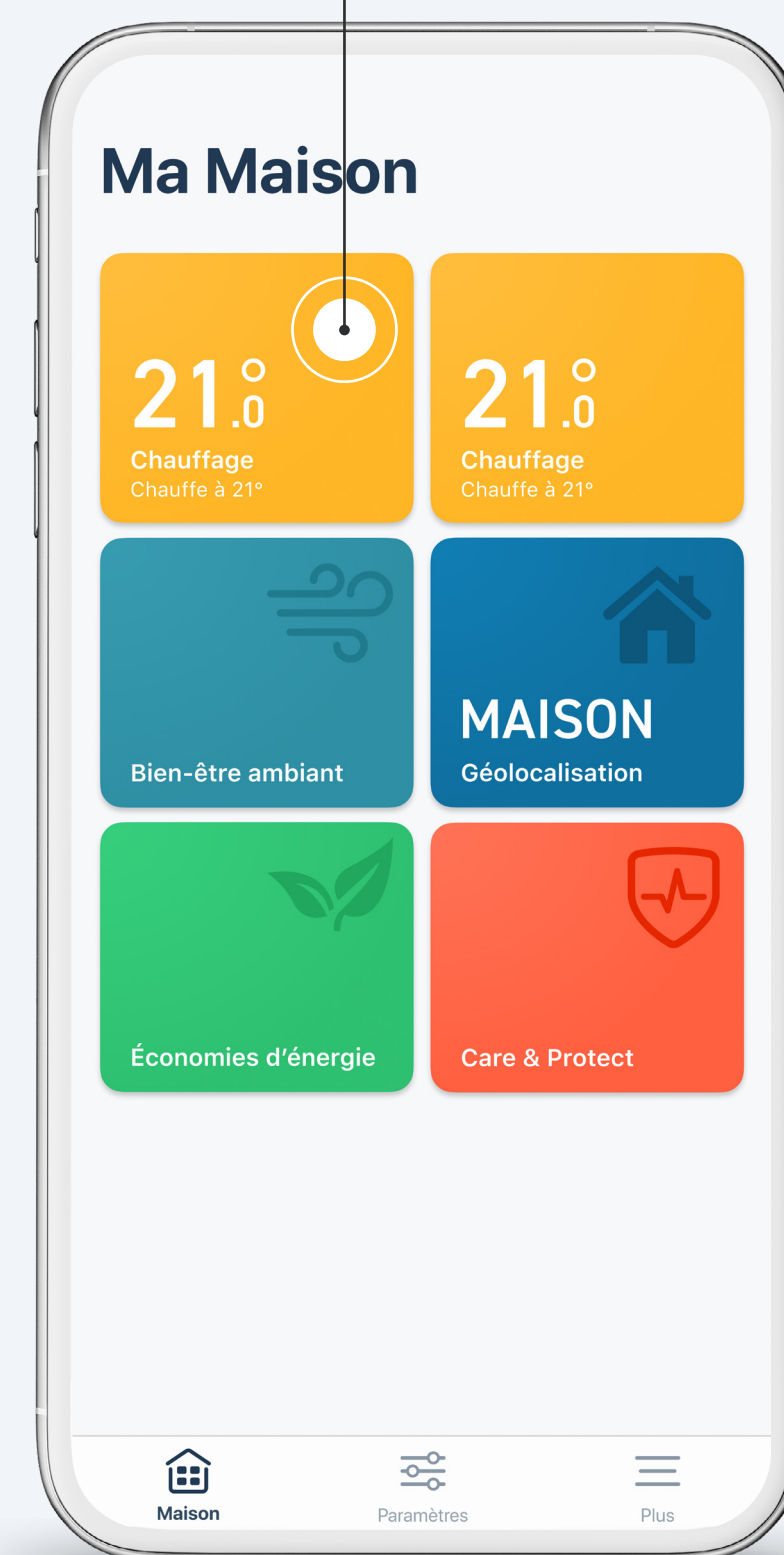 Ma Maison
21.0°
Chauffage
Chauffe à 21°
21.0°
Chauffage
Chauffe à 21°
Bien-être ambiant
MAISON
Géolocalisation
Économies d’énergie
Care & Protect
Maison
Paramètres
Plus